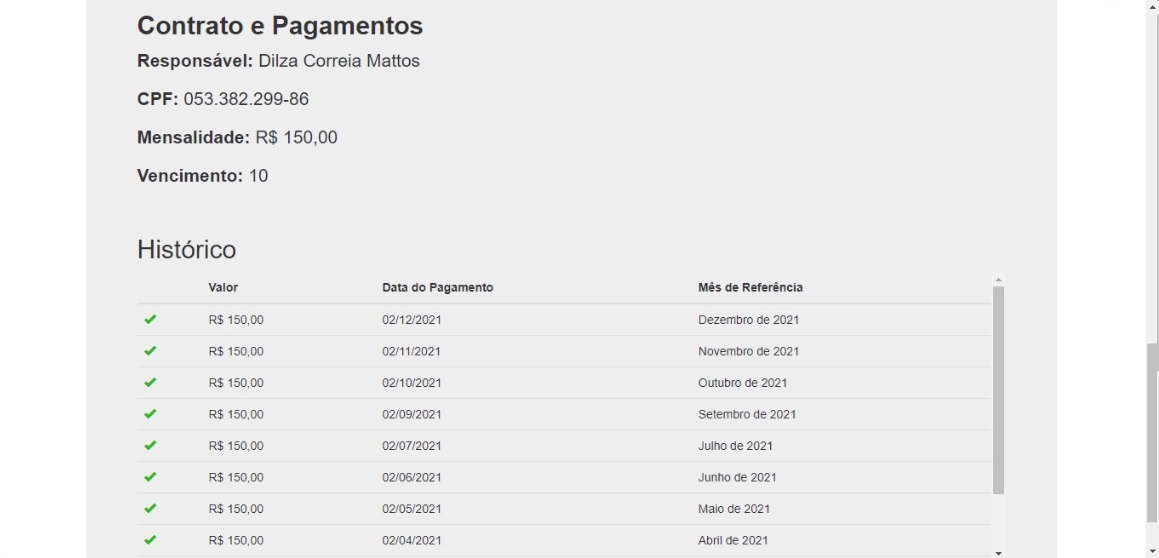 Contrato e Pagamentos
Responsável: Dilza Correia Mattos
CPF: 053.382.299-86
Mensalidade: R$ 150,00
Vencimento: 10
Histórico
Valor Data do Pagamento Mês de Referência
R$ 150,00 02/12/2021 Dezembro de 2021
R$ 150,00 02/11/2021 Novembro de 2021
R$ 150,00 02/10/2021 Outubro de 2021
R$ 150,00 02/09/2021 Setembro de 2021
R$ 150,00 02/07/2021 Julho de 2021
R$ 150,00 02/06/2021 Junho de 2021
R$ 150,00 02/05/2021 Maio de 2021
R$ 150,00 02/04/2021 Abril de 2021